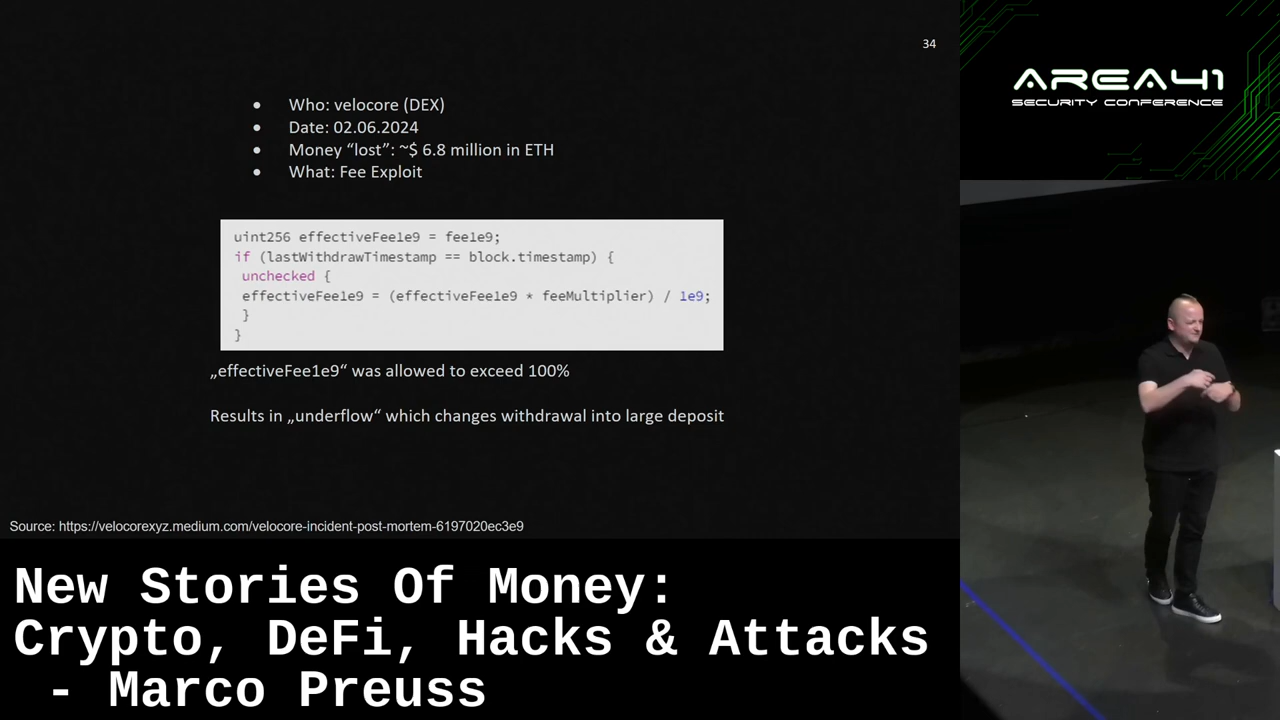 34
AREA41
SECURITY CONFERENCE
● Who: velocore (DEX)
● Date: 02.06.2024
● Money “lost”: ~$ 6.8 million in ETH
● What: Fee Exploit
uint256 effectiveFee1e9 = fee1e9;
if (lastWithdrawTimestamp == block.timestamp) {
unchecked {
effectiveFee1e9 = (effectiveFee1e9 * feeMultiplier) / 1e9;
}
}
„effectiveFee1e9“ was allowed to exceed 100%
Results in „underflow“ which changes withdrawal into large deposit
Source: https://velocorexyz.medium.com/velocore-incident-post-mortem-6197020ec3e9
New Stories Of Money:
Crypto, DeFi, Hacks & Attacks
- Marco Preuss